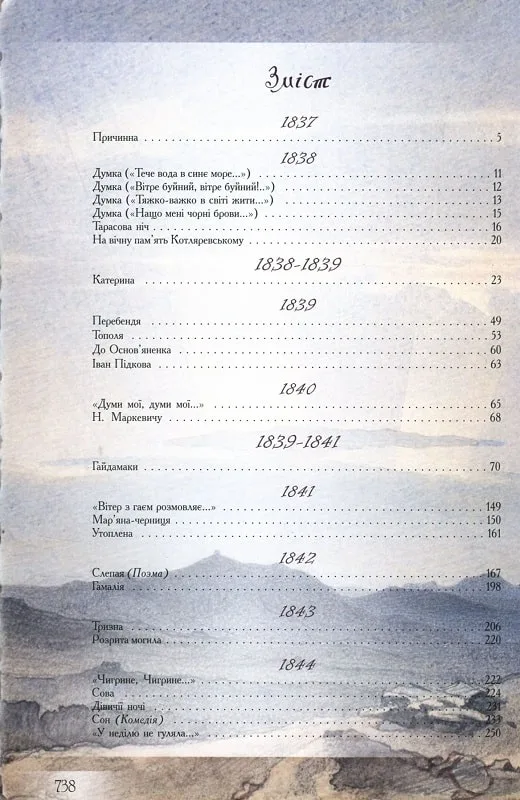 Зміст
1837
Причинна 5
1838
Думка («Тече вода в синє море...») 11
Думка («Вітре буйний, вітре буйний!..») 12
Думка («Тяжко-важко в світі жити...») 13
Думка («Нащо мені чорні брови...») 15
Тарасова ніч 16
На вічну пам'ять Котляревському 20
1838-1839
Катерина 23
1839
Перебендя 49
Тополя 53
До Основ'яненка 60
Іван Підкова 63
1840
«Думи мої, думи мої...» 65
Н. Маркевичу 68
1839-1841
Гайдамаки 70
1841
«Вітер з гаєм розмовляє...» 149
Мар'яна-черниця 150
Утоплена 161
1842
Слепая (Поэма) 167
Гамалія 198
1843
Тризна 206
Розрита могила 220
1844
«Чигрине, Чигрине...» 222
Сова 224
Дівичії ночі 231
Сон (Комедія) 233
«У неділю не гуляла...» 250
738